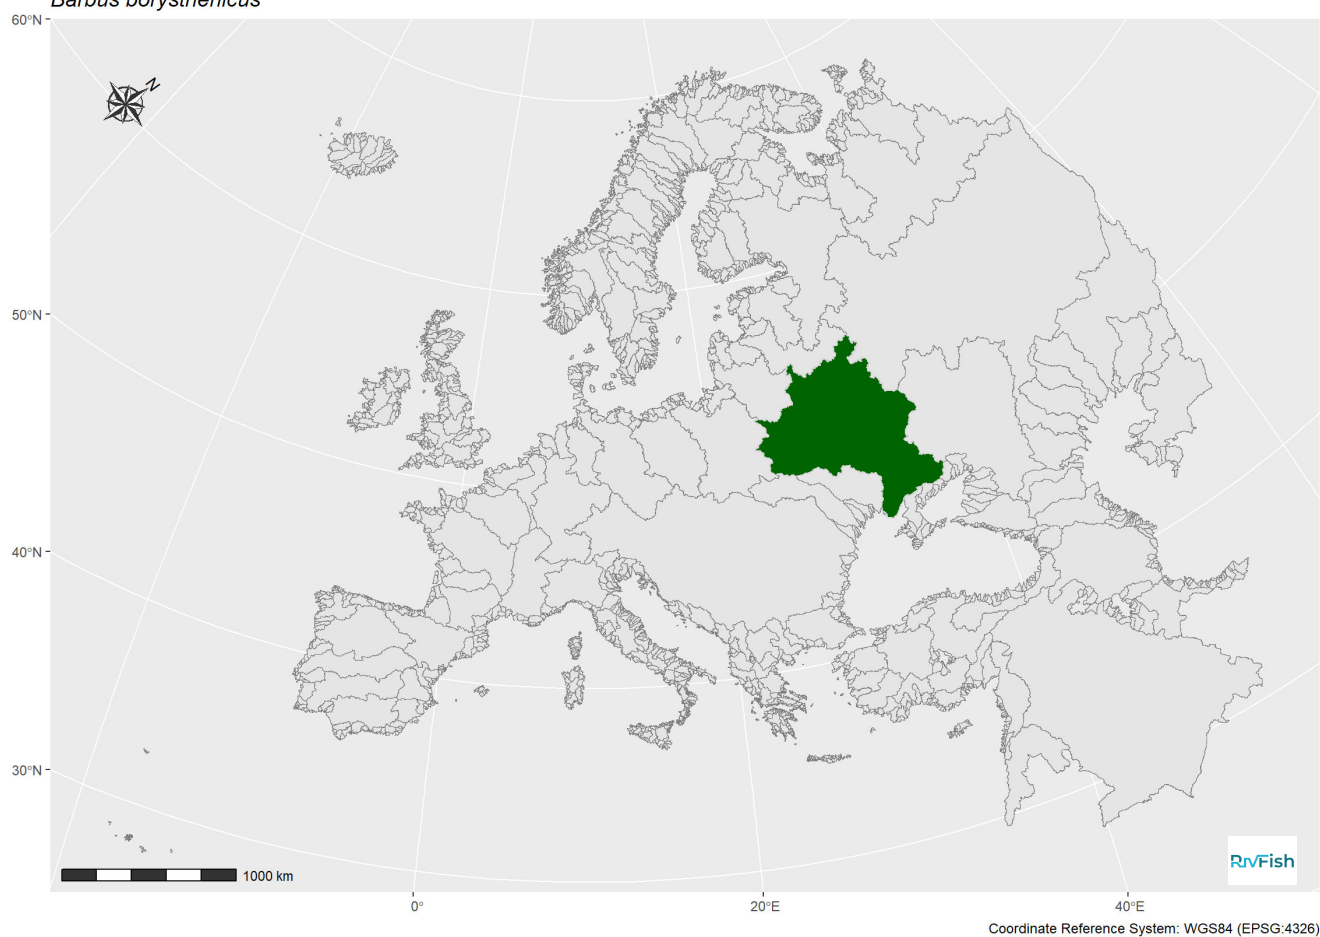 Barbus borysthenicus
60°N
N
50°N
40°N
30°N
1000 km
RivFish
0°
20°E
40°E
Coordinate Reference System: WGS84 (EPSG:4326)